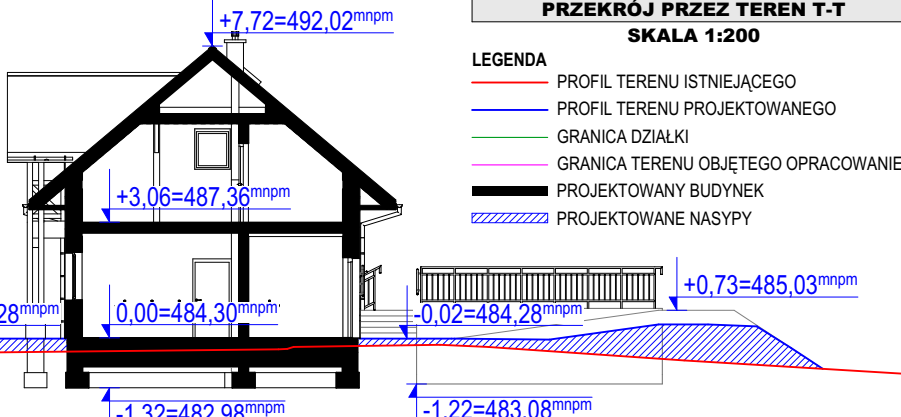 +7,72=492,02mnpm
PRZEKRÓJ PRZEZ TEREN T-T
SKALA 1:200
LEGENDA
PROFIL TERENU ISTNIEJĄCEGO
PROFIL TERENU PROJEKTOWANEGO
GRANICA DZIAŁKI
GRANICA TERENU OBJĘTEGO OPRACOWANIE
PROJEKTOWANY BUDYNEK
PROJEKTOWANE NASYPY
+3,06=487,36mnpm
+0,73=485,03mnpm
28mnpm
0,00=484,30mnpm
-0,02=484,28mnpm
-1,32=482,98mnpm
-1,22=483,08mnpm